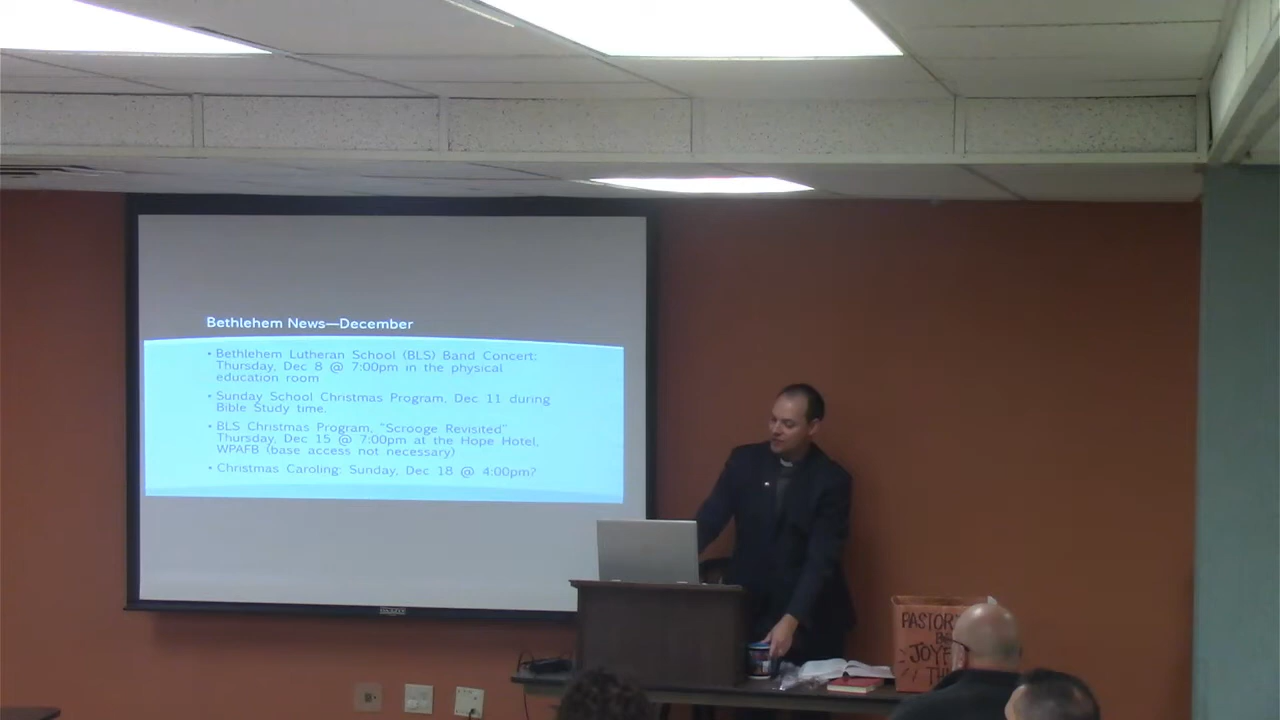 Bethlehem News—December
• Bethlehem Lutheran School (BLS) Band Concert:
Thursday, Dec 8 @ 7:00pm in the physical
education room
• Sunday School Christmas Program, Dec 11 during
Bible Study time.
• BLS Christmas Program, "Scrooge Revisited"
Thursday, Dec 15 @ 7:00pm at the Hope Hotel,
WPAFB (base access not necessary)
• Christmas Caroling: Sunday, Dec 18 @ 4:00pm?
PASTOR